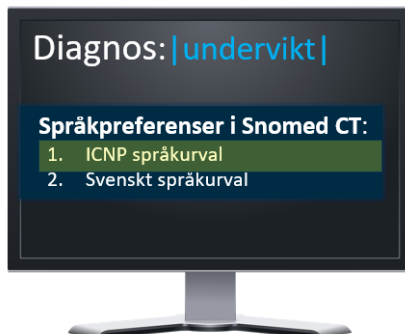 Diagnos:|undervikt|
Språkpreferenser i Snomed CT:
1. ICNP språkurval
2. Svenskt språkurval